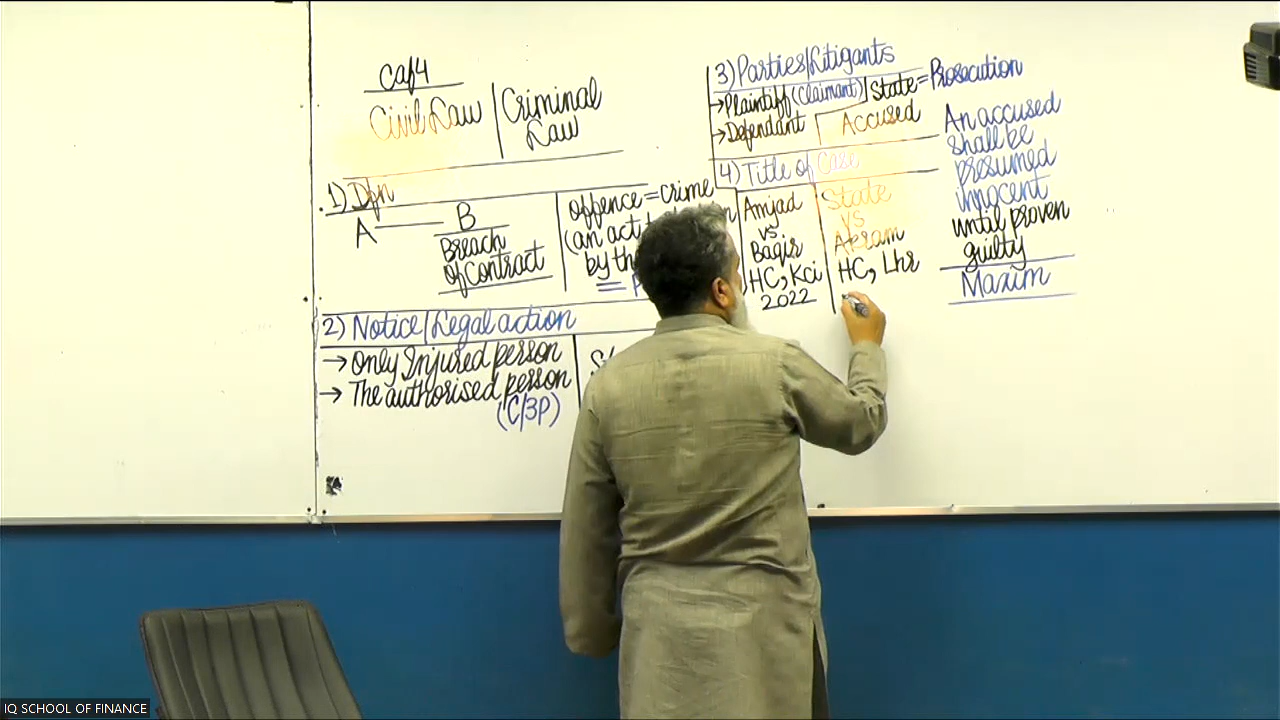 Caf4
Civil Law | Criminal
Law
1) Dfn
A B
Breach
of Contract
offence = crime
(an act
by th
2) Notice/Legal action
→ Only Injured person
→ The authorised person
(C/3P)
3) Parties/Litigants
→ Plaintiff (Claimant) | State = Prosecution
→ Defendant
Accused
4) Title of Case
Amjad
vs.
Baqir
HC, Kci
2022
State
vs
Akram
HC, Lhr
An accused
shall be
presumed
innocent
until proven
guilty
Maxim
IQ SCHOOL OF FINANCE